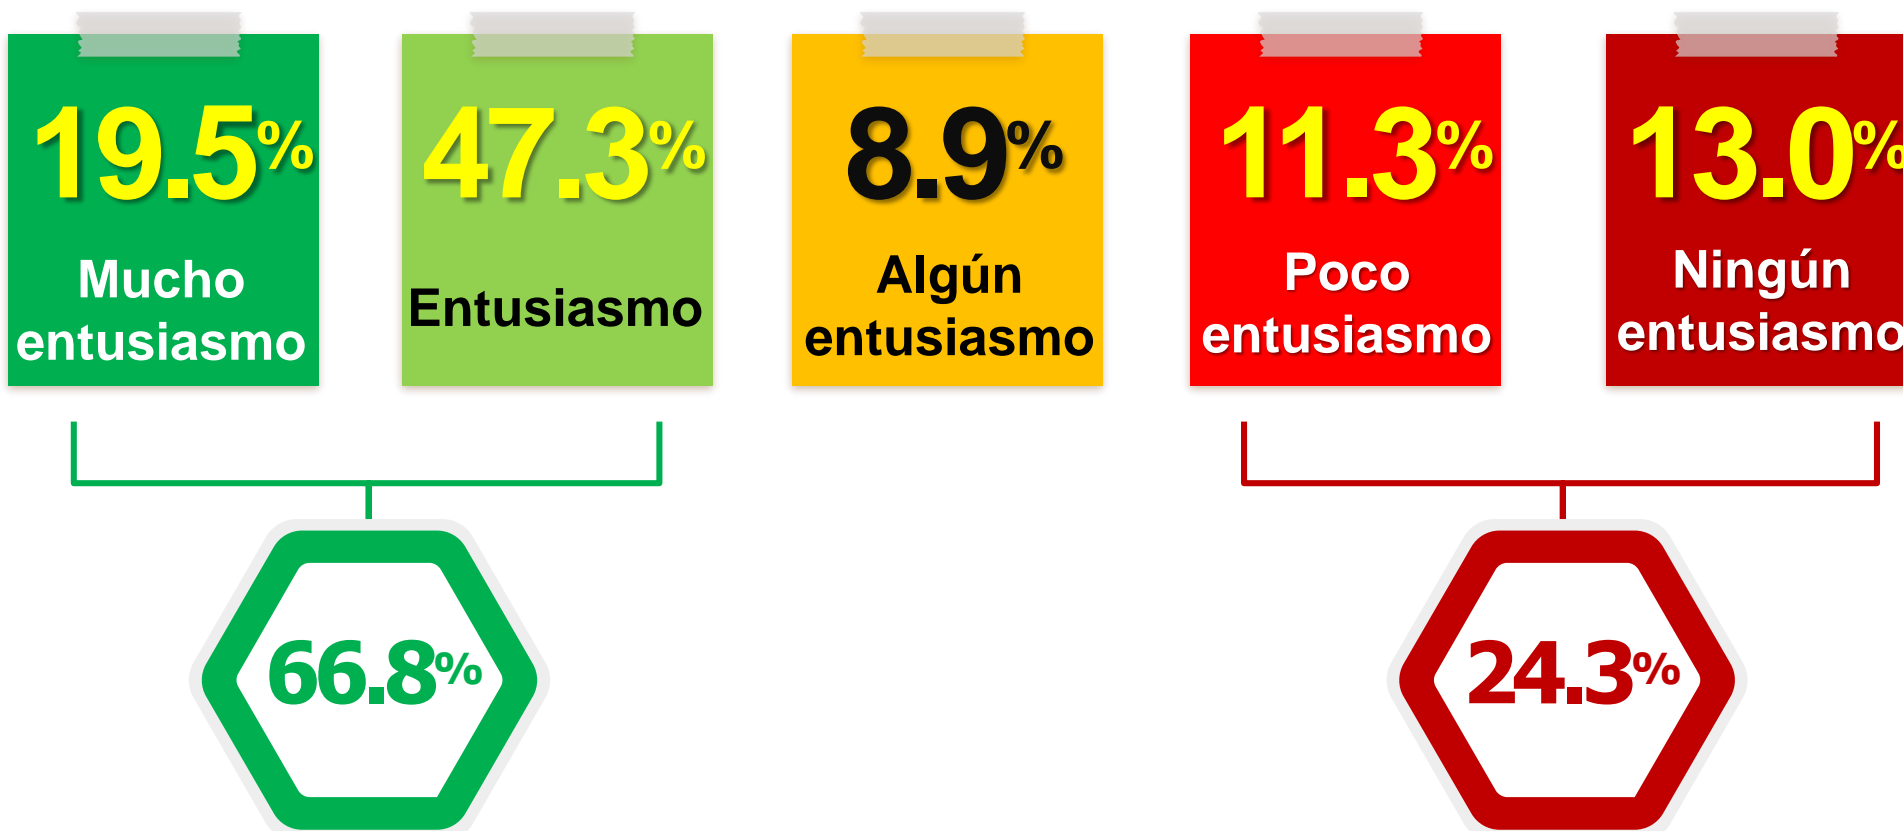 19.5%
Mucho
entusiasmo
47.3%
Entusiasmo
8.9%
Algún
entusiasmo
11.3%
Poco
entusiasmo
13.0%
Ningún
entusiasmo
66.8%
24.3%